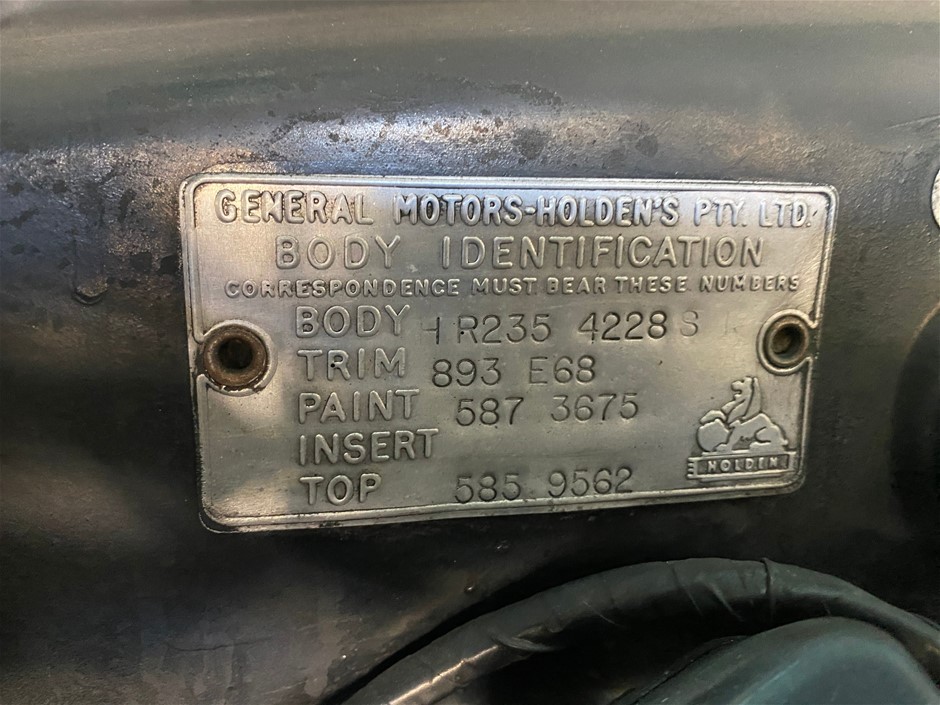 GENERAL MOTORS-HOLDEN'S PTY. LTD.
BODY IDENTIFICATION
CORRESPONDENCE MUST BEAR THESE NUMBERS
BODY HR235 4228 S
TRIM 893 E68
PAINT 587 3675
INSERT
TOP 585 9562
HOLDEN